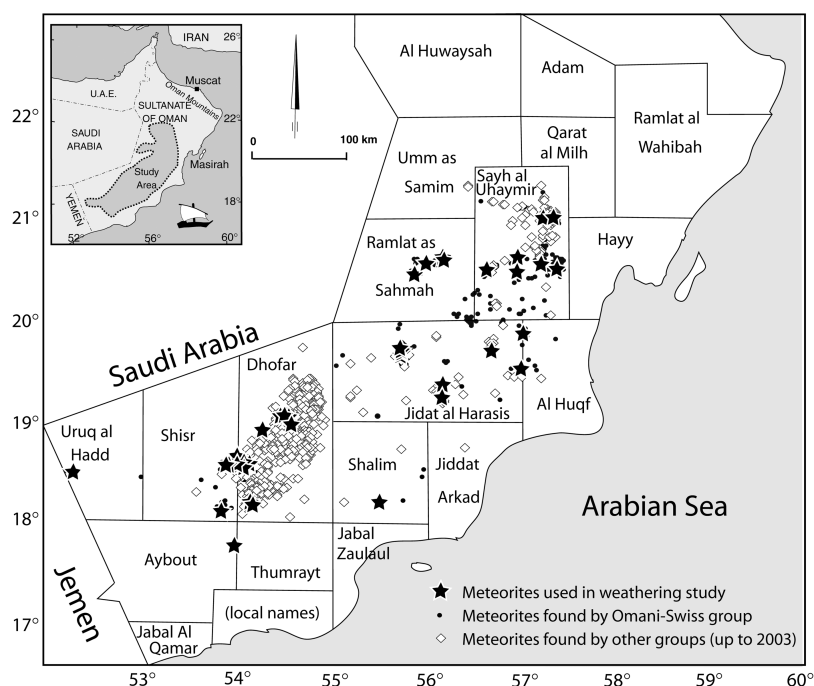 IRAN
26°
Muscat
U.A.E.
Oman Mountains
SULTANATE
OF OMAN
22°
SAUDI
ARABIA
Masirah
Study
Area
YEMEN
18°
52°
56°
60°
0
100 km
Al Huwaysah
Adam
22°
Qarat
al Milh
Ramlat al
Wahibah
Umm as
Samim
Sayh al
Uhaymir
21°
Ramlat as
Sahmah
Hayy
20°
Saudi Arabia
Dhofar
19°
Jidat al Harasis
Al Huqf
Uruq al
Hadd
Shisr
Shalim
Jiddat
Arkad
Arabian Sea
18°
Jabal
Zaulaul
Aybout
Thumrayt
Jemen
(local names)
Meteorites used in weathering study
Meteorites found by Omani-Swiss group
Meteorites found by other groups (up to 2003)
17°
Jabal Al
Qamar
53°
54°
55°
56°
57°
58°
59°
60°